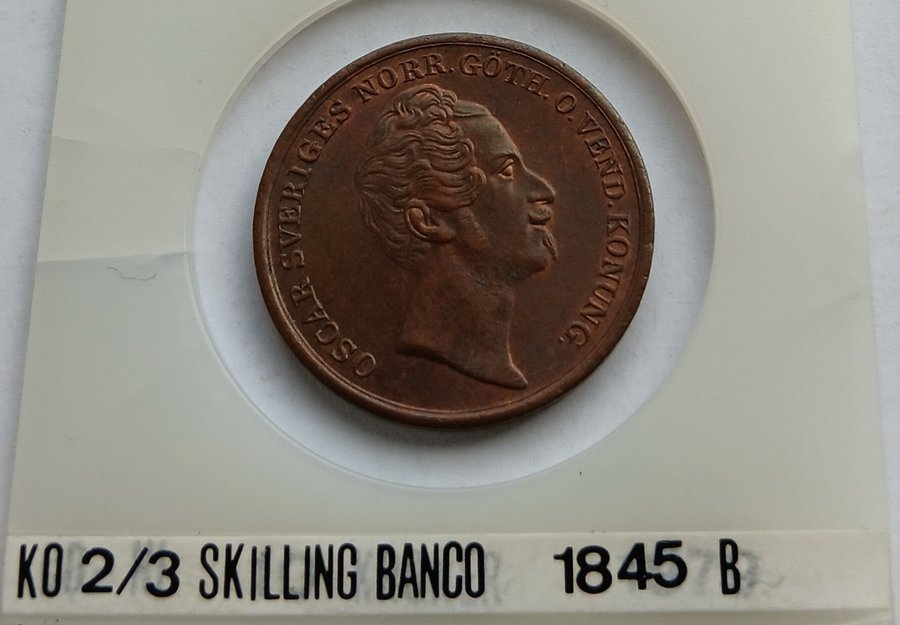 OSCAR SVERIGES NORR. GÖTH. O. VEND. KONUNG.
KO 2/3 SKILLING BANCO 1845 B